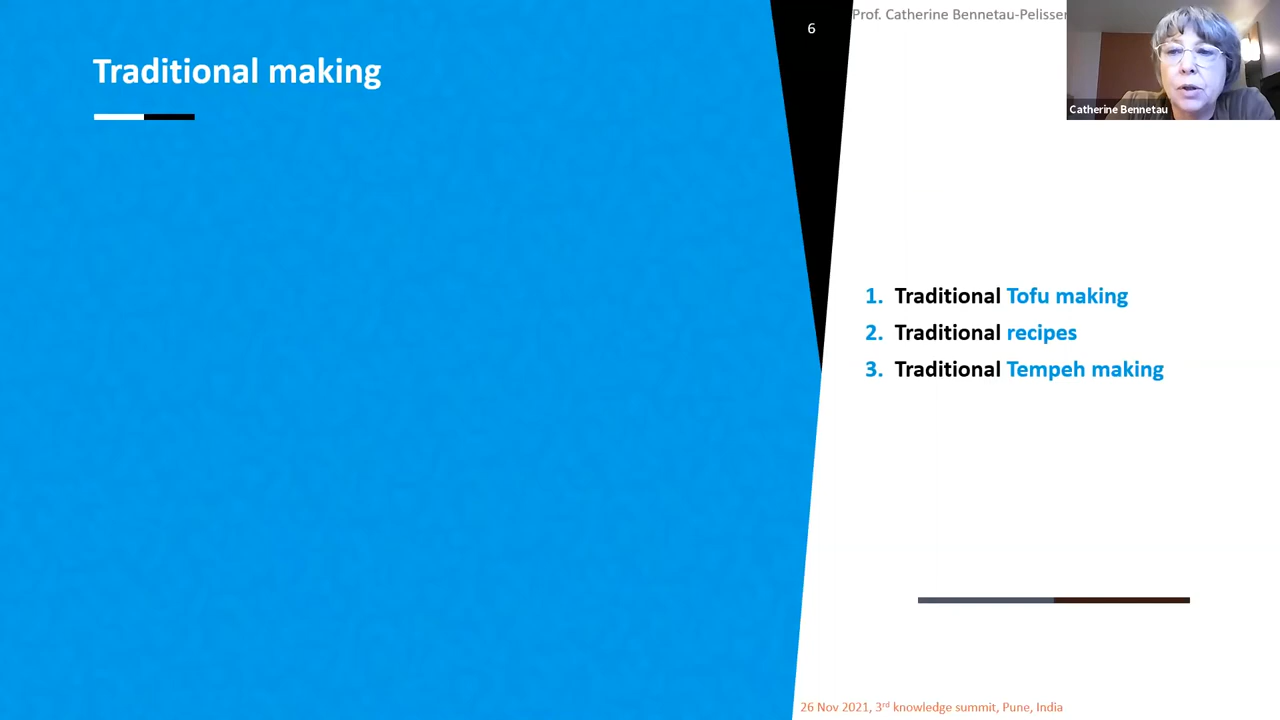 Traditional making
6
Prof. Catherine Bennetau-Pelisser
Catherine Bennetau
1. Traditional Tofu making
2. Traditional recipes
3. Traditional Tempeh making
26 Nov 2021, 3rd knowledge summit, Pune, India